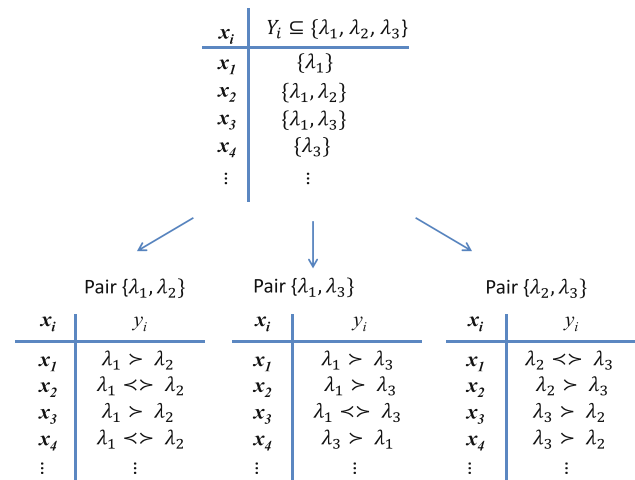 xᵢ Yᵢ ⊆ {λ₁, λ₂, λ₃}
x₁ {λ₁}
x₂ {λ₁, λ₂}
x₃ {λ₁, λ₃}
x₄ {λ₃}
⋮ ⋮
Pair {λ₁, λ₂}
xᵢ yᵢ
x₁ λ₁ ≻ λ₂
x₂ λ₁ ≺≻ λ₂
x₃ λ₁ ≻ λ₂
x₄ λ₁ ≺≻ λ₂
⋮ ⋮
Pair {λ₁, λ₃}
xᵢ yᵢ
x₁ λ₁ ≻ λ₃
x₂ λ₁ ≻ λ₃
x₃ λ₁ ≺≻ λ₃
x₄ λ₃ ≻ λ₁
⋮ ⋮
Pair {λ₂, λ₃}
xᵢ yᵢ
x₁ λ₂ ≺≻ λ₃
x₂ λ₂ ≻ λ₃
x₃ λ₃ ≻ λ₂
x₄ λ₃ ≻ λ₂
⋮ ⋮